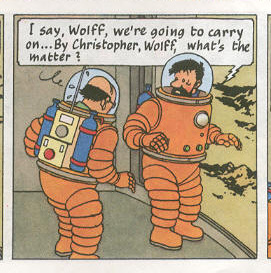 I say, Wolff, we're going to carry
on... By Christopher, Wolff, what's the
matter?